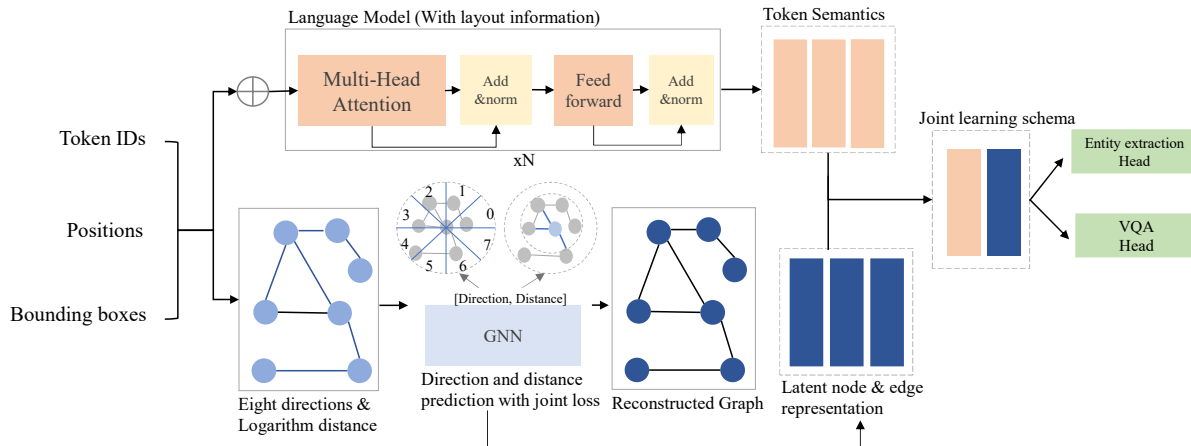 Language Model (With layout information)
Token Semantics
Multi-Head
Attention
Add
&norm
Feed
forward
Add
&norm
xN
Token IDs
Positions
Bounding boxes
Joint learning schema
Entity extraction
Head
VQA
Head
2
1
3
0
4
7
5
6
[Direction, Distance]
GNN
Eight directions &
Logarithm distance
Direction and distance
prediction with joint loss
Reconstructed Graph
Latent node & edge
representation